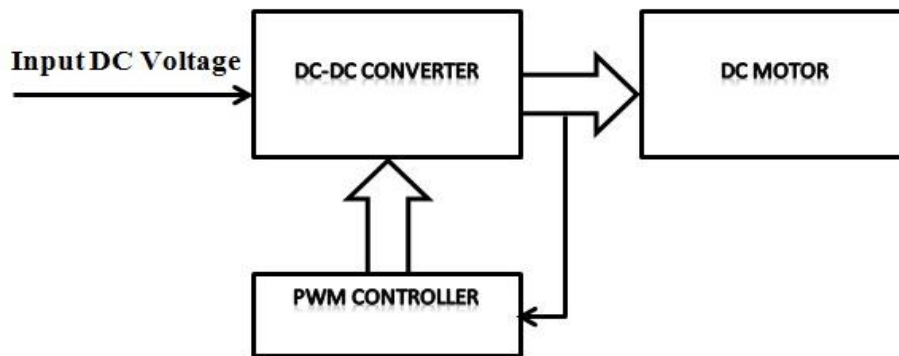 Input DC Voltage
DC-DC CONVERTER
DC MOTOR
PWM CONTROLLER